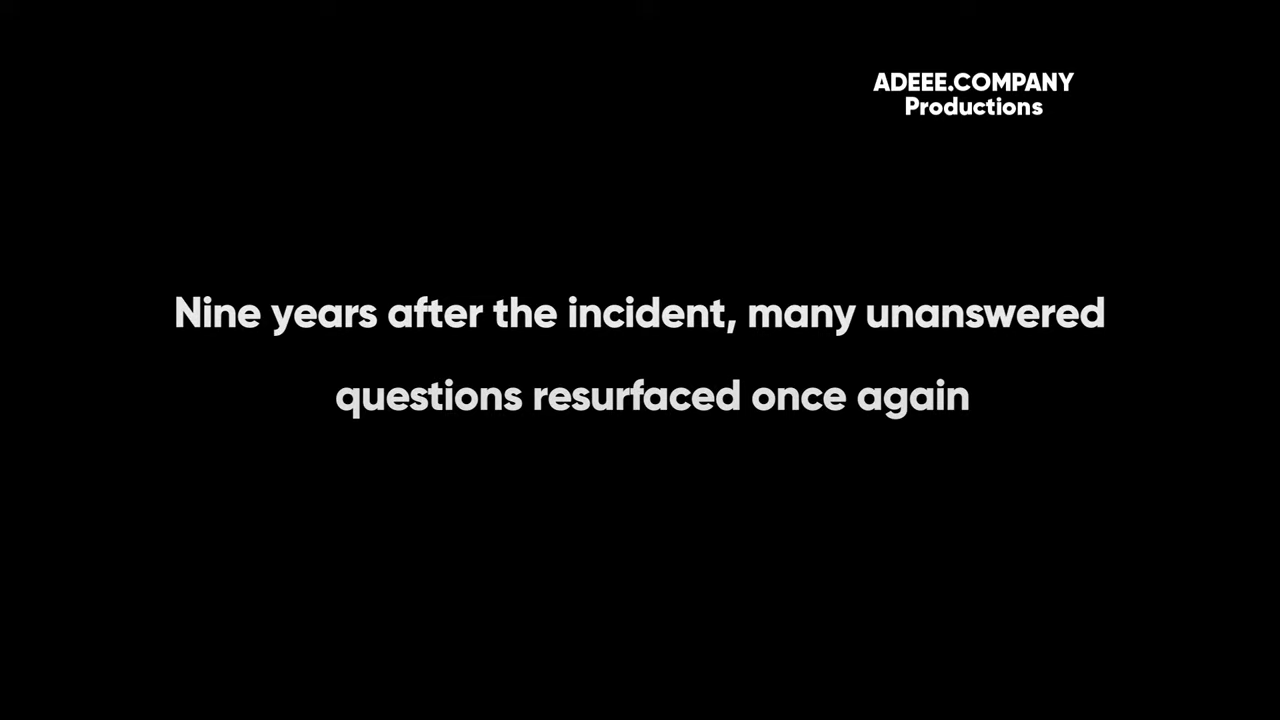 ADEEE.COMPANY
Productions
Nine years after the incident, many unanswered
questions resurfaced once again